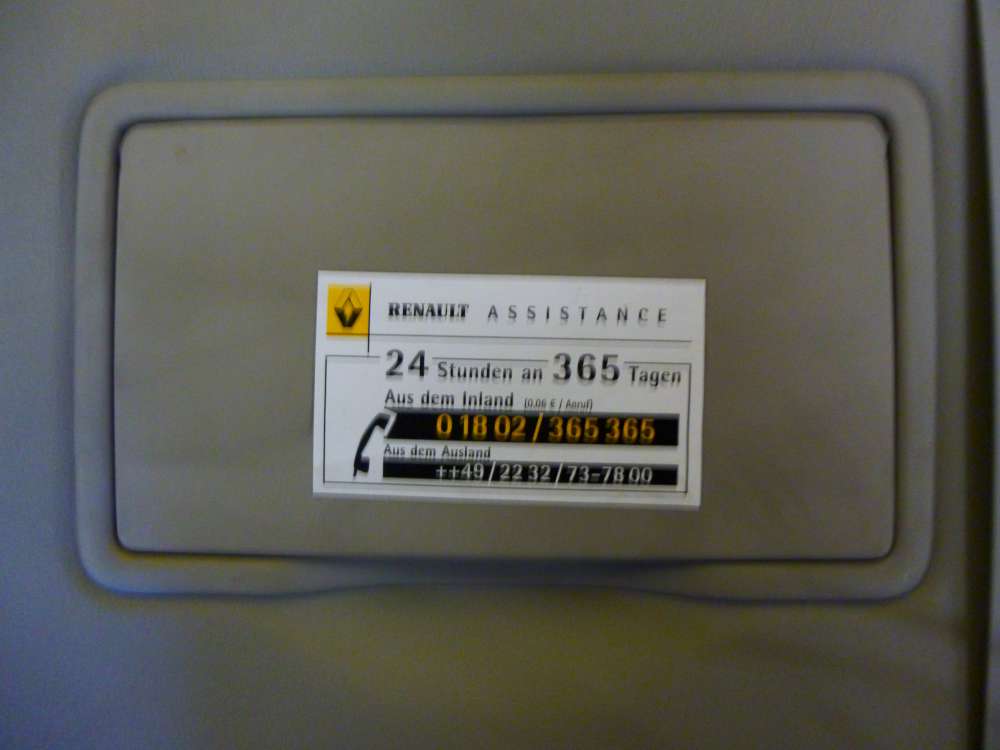 RENAULT ASSISTANCE
24 Stunden an 365 Tagen
Aus dem Inland (0,06 € / Anruf)
0 18 02 / 365 365
Aus dem Ausland
++49 / 22 32 / 73-78 00